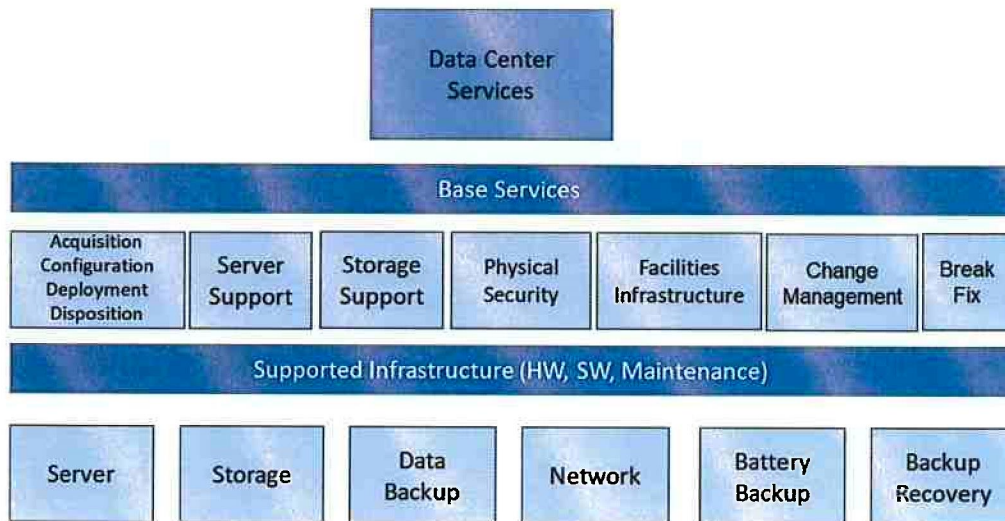 Data Center
Services
Base Services
Acquisition
Configuration
Deployment
Disposition
Server
Support
Storage
Support
Physical
Security
Facilities
Infrastructure
Change
Management
Break
Fix
Supported Infrastructure (HW, SW, Maintenance)
Server
Storage
Data
Backup
Network
Battery
Backup
Backup
Recovery